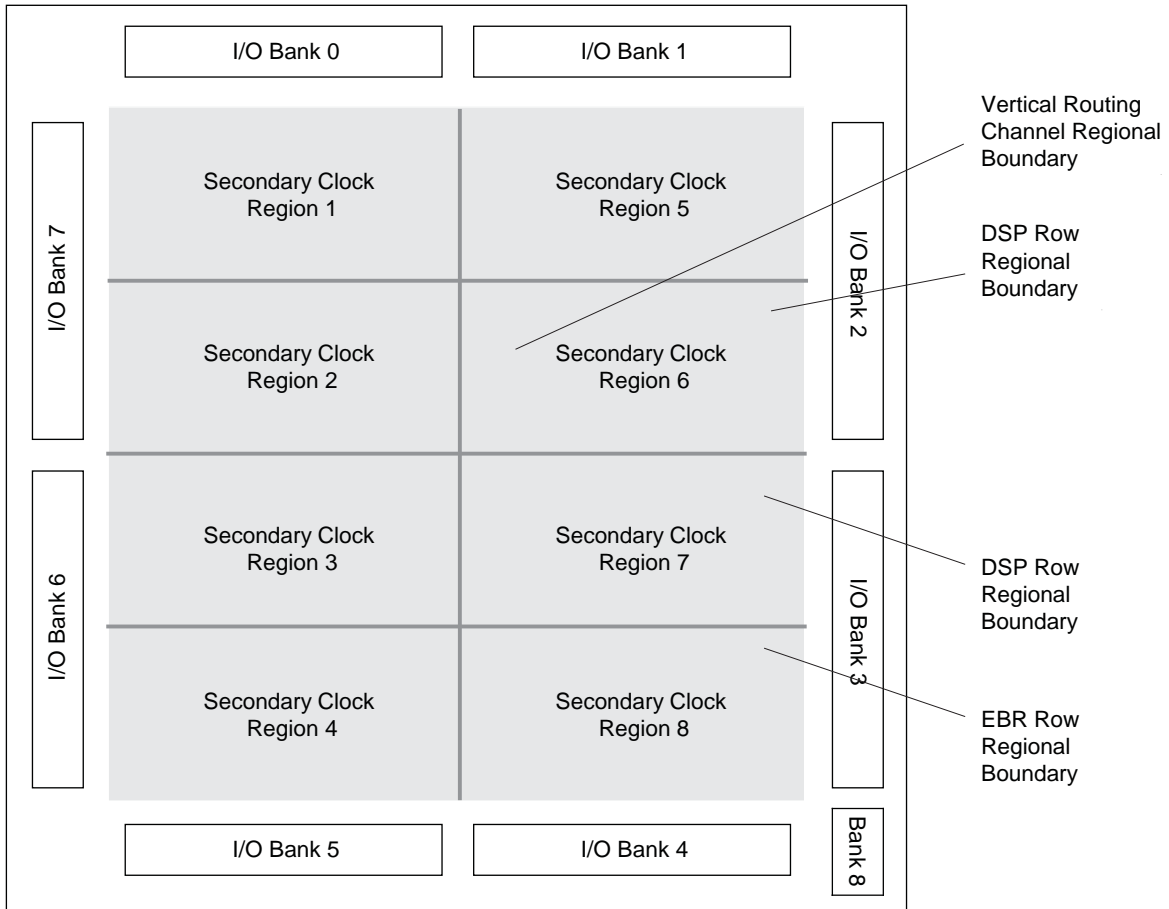 I/O Bank 0
I/O Bank 1
Vertical Routing
Channel Regional
Boundary
Secondary Clock
Region 1
Secondary Clock
Region 5
I/O Bank 7
I/O Bank 2
DSP Row
Regional
Boundary
Secondary Clock
Region 2
Secondary Clock
Region 6
Secondary Clock
Region 3
Secondary Clock
Region 7
I/O Bank 6
I/O Bank 3
DSP Row
Regional
Boundary
Secondary Clock
Region 4
Secondary Clock
Region 8
EBR Row
Regional
Boundary
I/O Bank 5
I/O Bank 4
Bank 8